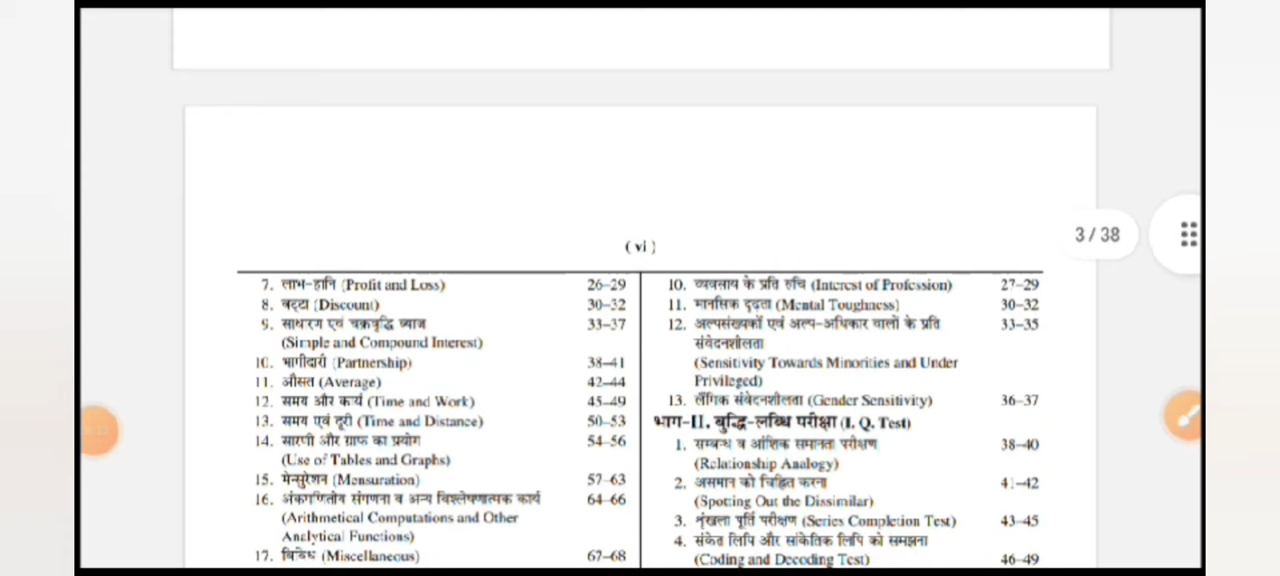 3 / 38
( vi )
7. लाभ-हानि (Profit and Loss) 26–29
8. बट्टा (Discount) 30–32
9. साधारण एवं चक्रवृद्धि ब्याज 33–37
(Simple and Compound Interest)
10. भागीदारी (Partnership) 38–41
11. औसत (Average) 42–44
12. समय और कार्य (Time and Work) 45–49
13. समय एवं दूरी (Time and Distance) 50–53
14. सारणी और ग्राफ का प्रयोग 54–56
(Use of Tables and Graphs)
15. मेन्सुरेशन (Mensuration) 57–63
16. अंकगणितीय संगणना व अन्य विश्लेषणात्मक कार्य 64–66
(Arithmetical Computations and Other
Analytical Functions)
17. विविध (Miscellaneous) 67–68
10. व्यवसाय के प्रति रुचि (Interest of Profession) 27–29
11. मानसिक दृढ़ता (Mental Toughness) 30–32
12. अल्पसंख्यकों एवं अल्प-अधिकार वालों के प्रति 33–35
संवेदनशीलता
(Sensitivity Towards Minorities and Under
Privileged)
13. लैंगिक संवेदनशीलता (Gender Sensitivity) 36–37
भाग-II. बुद्धि-लब्धि परीक्षा (I. Q. Test)
1. सम्बन्ध व आंशिक समानता परीक्षण 38–40
(Relationship Analogy)
2. असमान को चिह्नित करना 41–42
(Spotting Out the Dissimilar)
3. शृंखला पूर्ति परीक्षण (Series Completion Test) 43–45
4. संकेत लिपि और सांकेतिक लिपि को समझना
(Coding and Decoding Test) 46–49